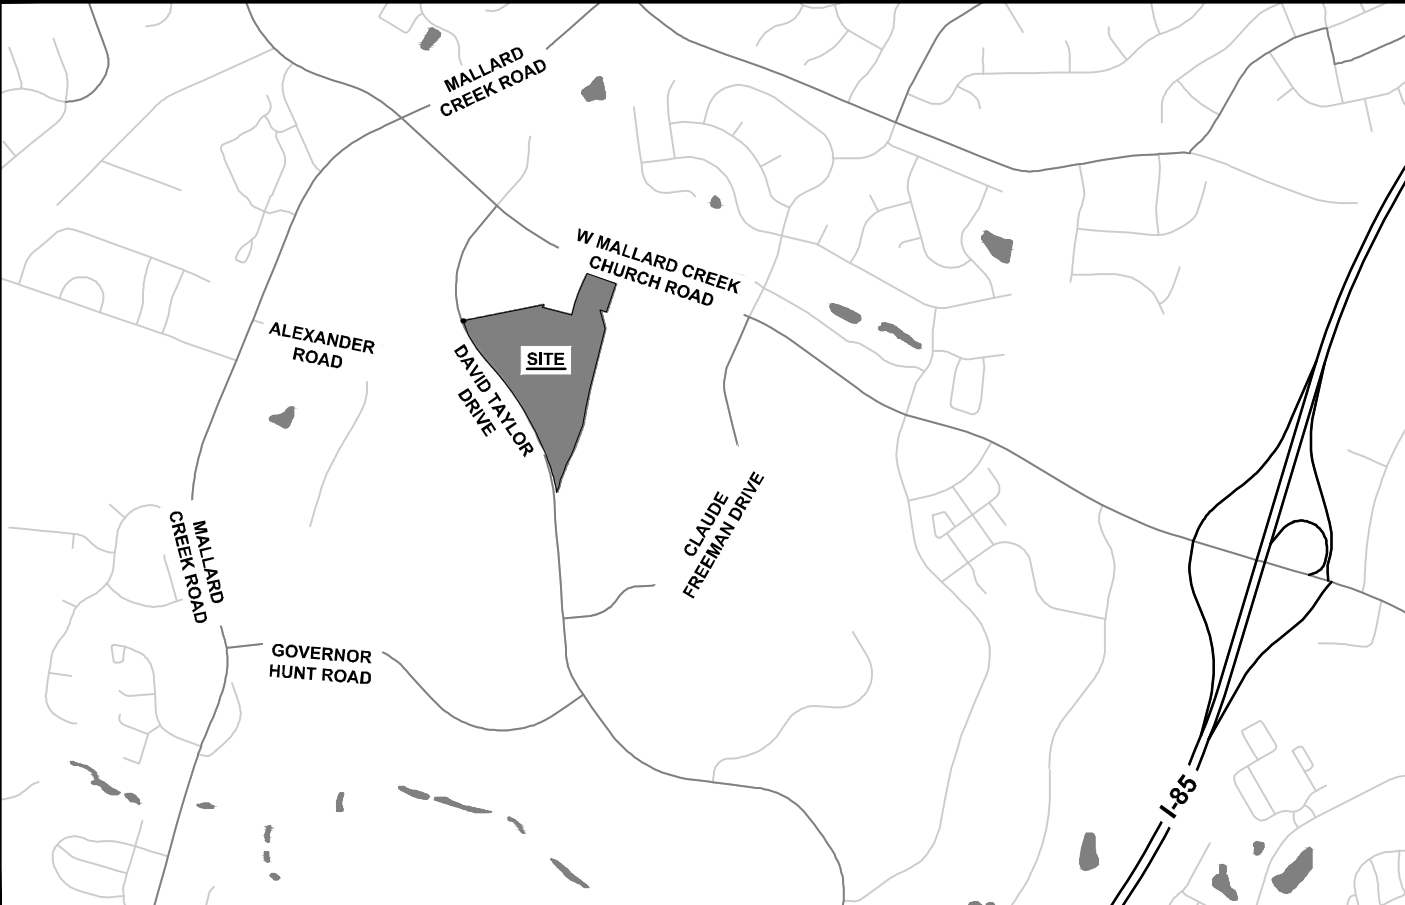 MALLARD
CREEK ROAD
W MALLARD CREEK
CHURCH ROAD
ALEXANDER
ROAD
SITE
DAVID TAYLOR
DRIVE
CLAUDE
FREEMAN DRIVE
MALLARD
CREEK ROAD
GOVERNOR
HUNT ROAD
I-85